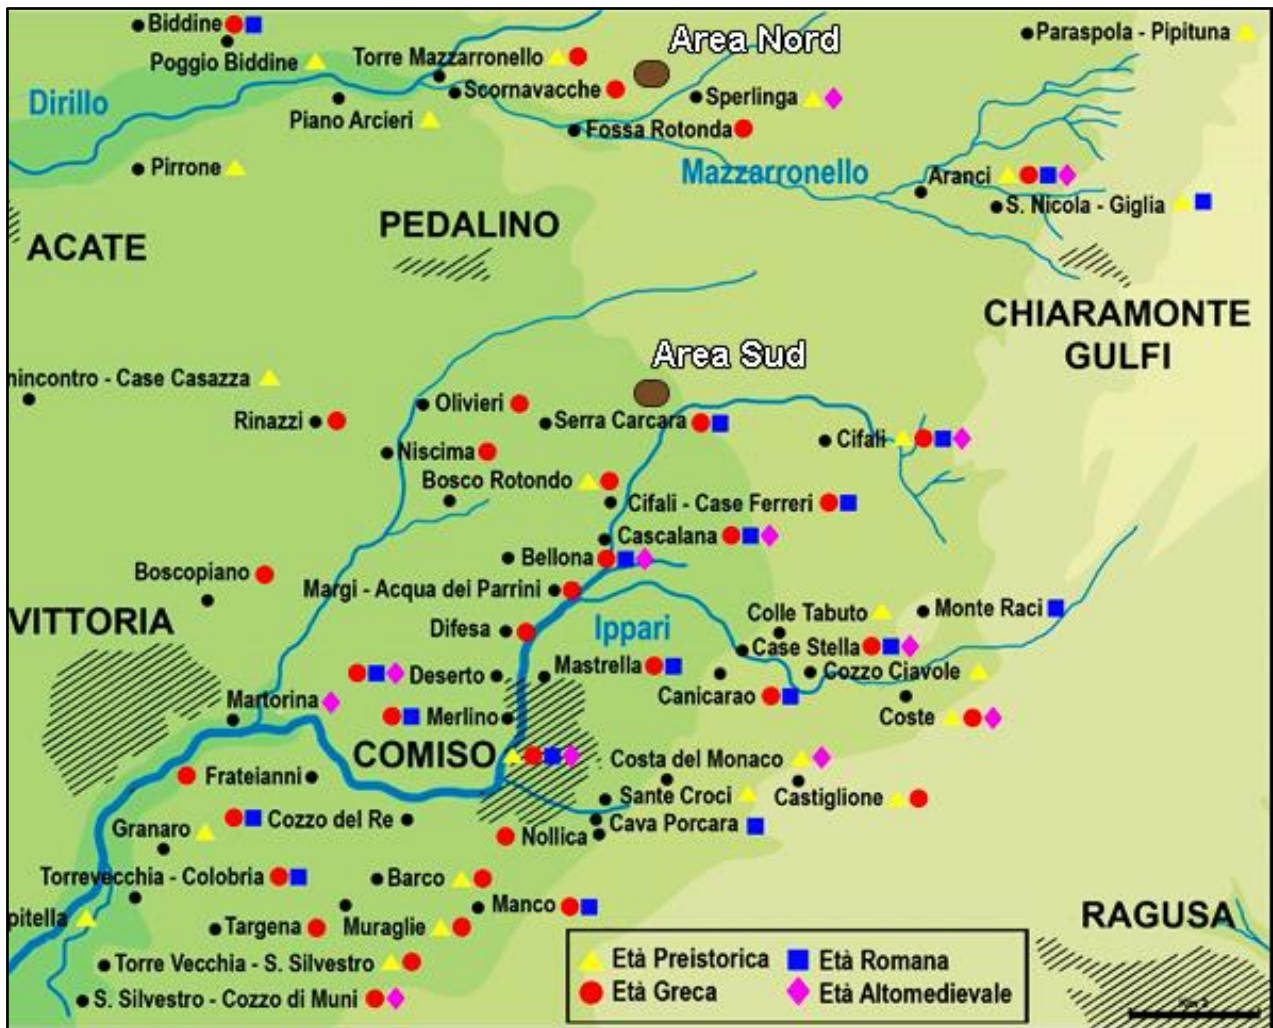 Biddine
Area Nord
Paraspola - Pipituna
Poggio Biddine
Torre Mazzarronello
Dirillo
Scornavacche
Sperlinga
Piano Arcieri
Fossa Rotonda
Pirrone
Mazzarronello
Aranci
S. Nicola - Giglia
PEDALINO
ACATE
CHIARAMONTE
GULFI
Area Sud
nincontro - Case Casazza
Olivieri
Rinazzi
Serra Carcara
Cifali
Niscima
Bosco Rotondo
Cifali - Case Ferreri
Cascalana
Bellona
Boscopiano
Margi - Acqua dei Parrini
VITTORIA
Difesa
Ippari
Colle Tabuto
Monte Raci
Case Stella
Deserto
Mastrella
Cozzo Ciavole
Martorina
Canicarao
Merlino
Coste
COMISO
Costa del Monaco
Frateianni
Sante Croci
Castiglione
Granaro
Cozzo del Re
Nollica
Cava Porcara
Torrevecchia - Colobria
Barco
Manco
pitella
Targena
Muraglie
RAGUSA
Torre Vecchia - S. Silvestro
S. Silvestro - Cozzo di Muni
Età Preistorica
Età Romana
Età Greca
Età Altomedievale